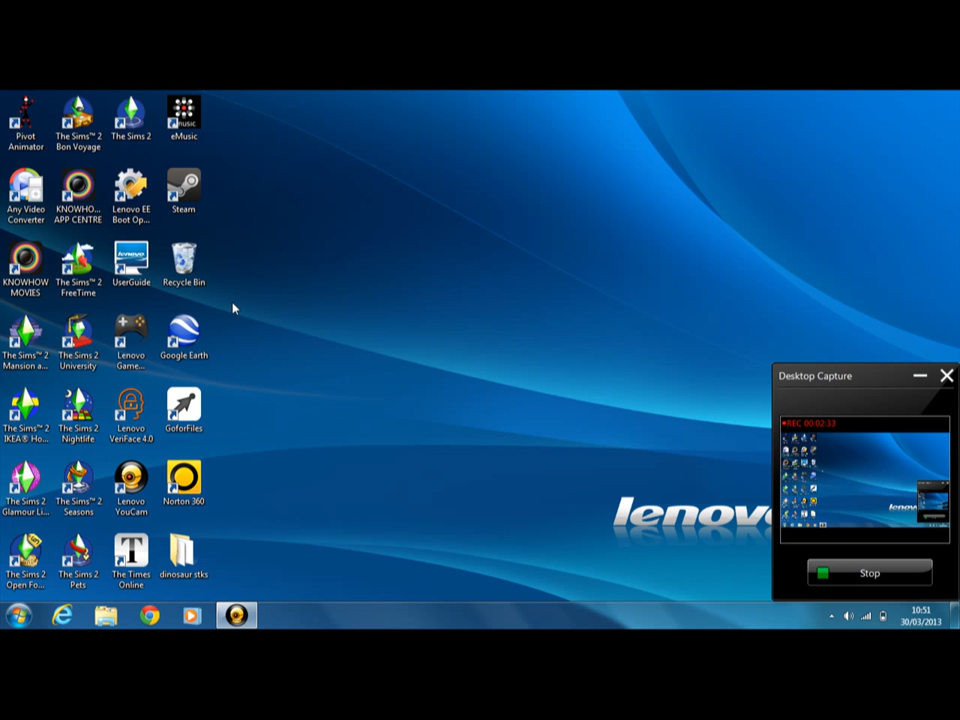 Pivot
Animator
The Sims™ 2
Bon Voyage
The Sims 2
music
eMusic
Any Video
Converter
KNOWHO...
APP CENTRE
Lenovo EE
Boot Op...
Steam
KNOWHOW
MOVIES
The Sims™ 2
FreeTime
lenovo
UserGuide
Recycle Bin
The Sims™ 2
Mansion a...
The Sims 2
University
Lenovo
Game...
Google Earth
The Sims™ 2
IKEA® Ho...
The Sims 2
Nightlife
Lenovo
VeriFace 4.0
GoforFiles
The Sims 2
Glamour Li...
The Sims™ 2
Seasons
Lenovo
YouCam
Norton 360
The Sims 2
Open Fo...
The Sims 2
Pets
T
The Times
Online
dinosaur stks
lenovo
Desktop Capture
REC 00:02:33
lenovo
Stop
10:51
30/03/2013